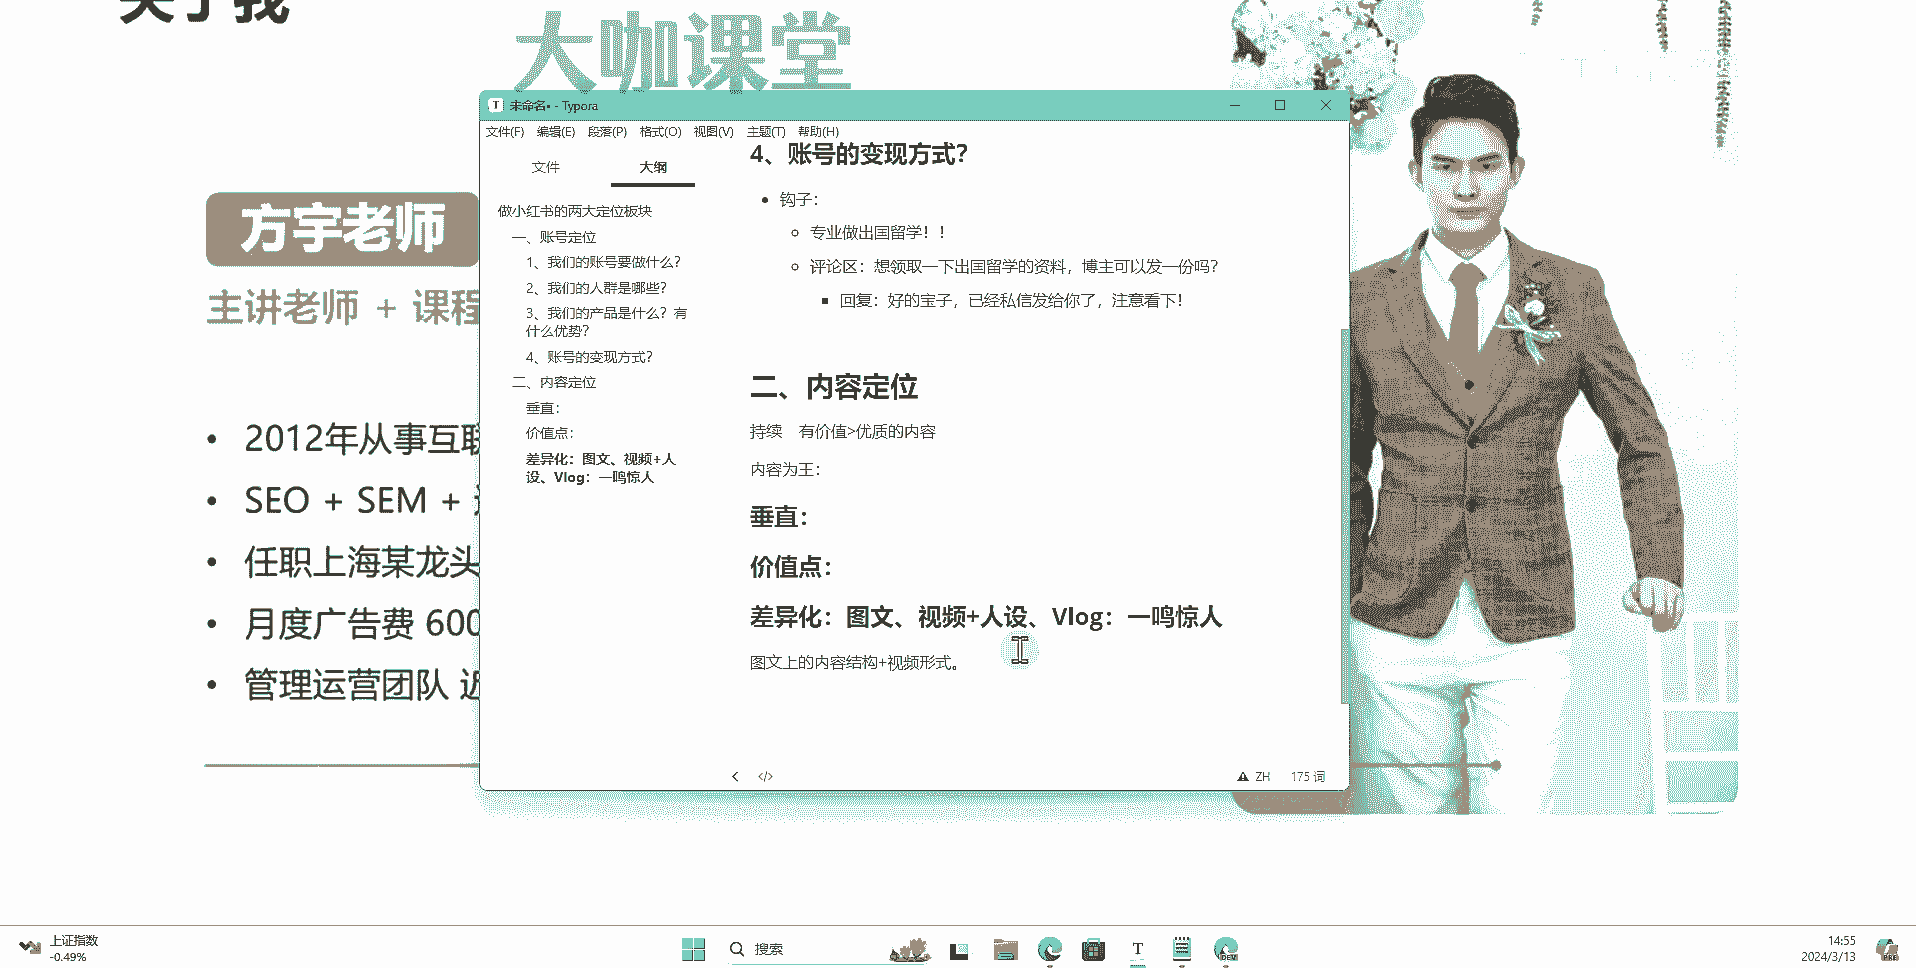 关于我
大咖课堂
方宇老师
主讲老师 + 课程
2012年从事互联
SEO + SEM +
任职上海某龙头
月度广告费 600
管理运营团队 近
T 未命名• - Typora
文件(F) 编辑(E) 段落(P) 格式(O) 视图(V) 主题(T) 帮助(H)
文件 大纲
做小红书的两大定位板块
一、账号定位
1、我们的账号要做什么?
2、我们的人群是哪些?
3、我们的产品是什么?有
什么优势?
4、账号的变现方式?
二、内容定位
垂直:
价值点:
差异化:图文、视频+人
设、Vlog:一鸣惊人
4、账号的变现方式?
钩子:
专业做出国留学!!
评论区:想领取一下出国留学的资料,博主可以发一份吗?
回复:好的宝子,已经私信发给你了,注意看下!
二、内容定位
持续 有价值>优质的内容
内容为王:
垂直:
价值点:
差异化:图文、视频+人设、Vlog:一鸣惊人
图文上的内容结构+视频形式。
</> ZH 175 词
上证指数
-0.49%
搜索
T
DEV
14:55
2024/3/13
PRE